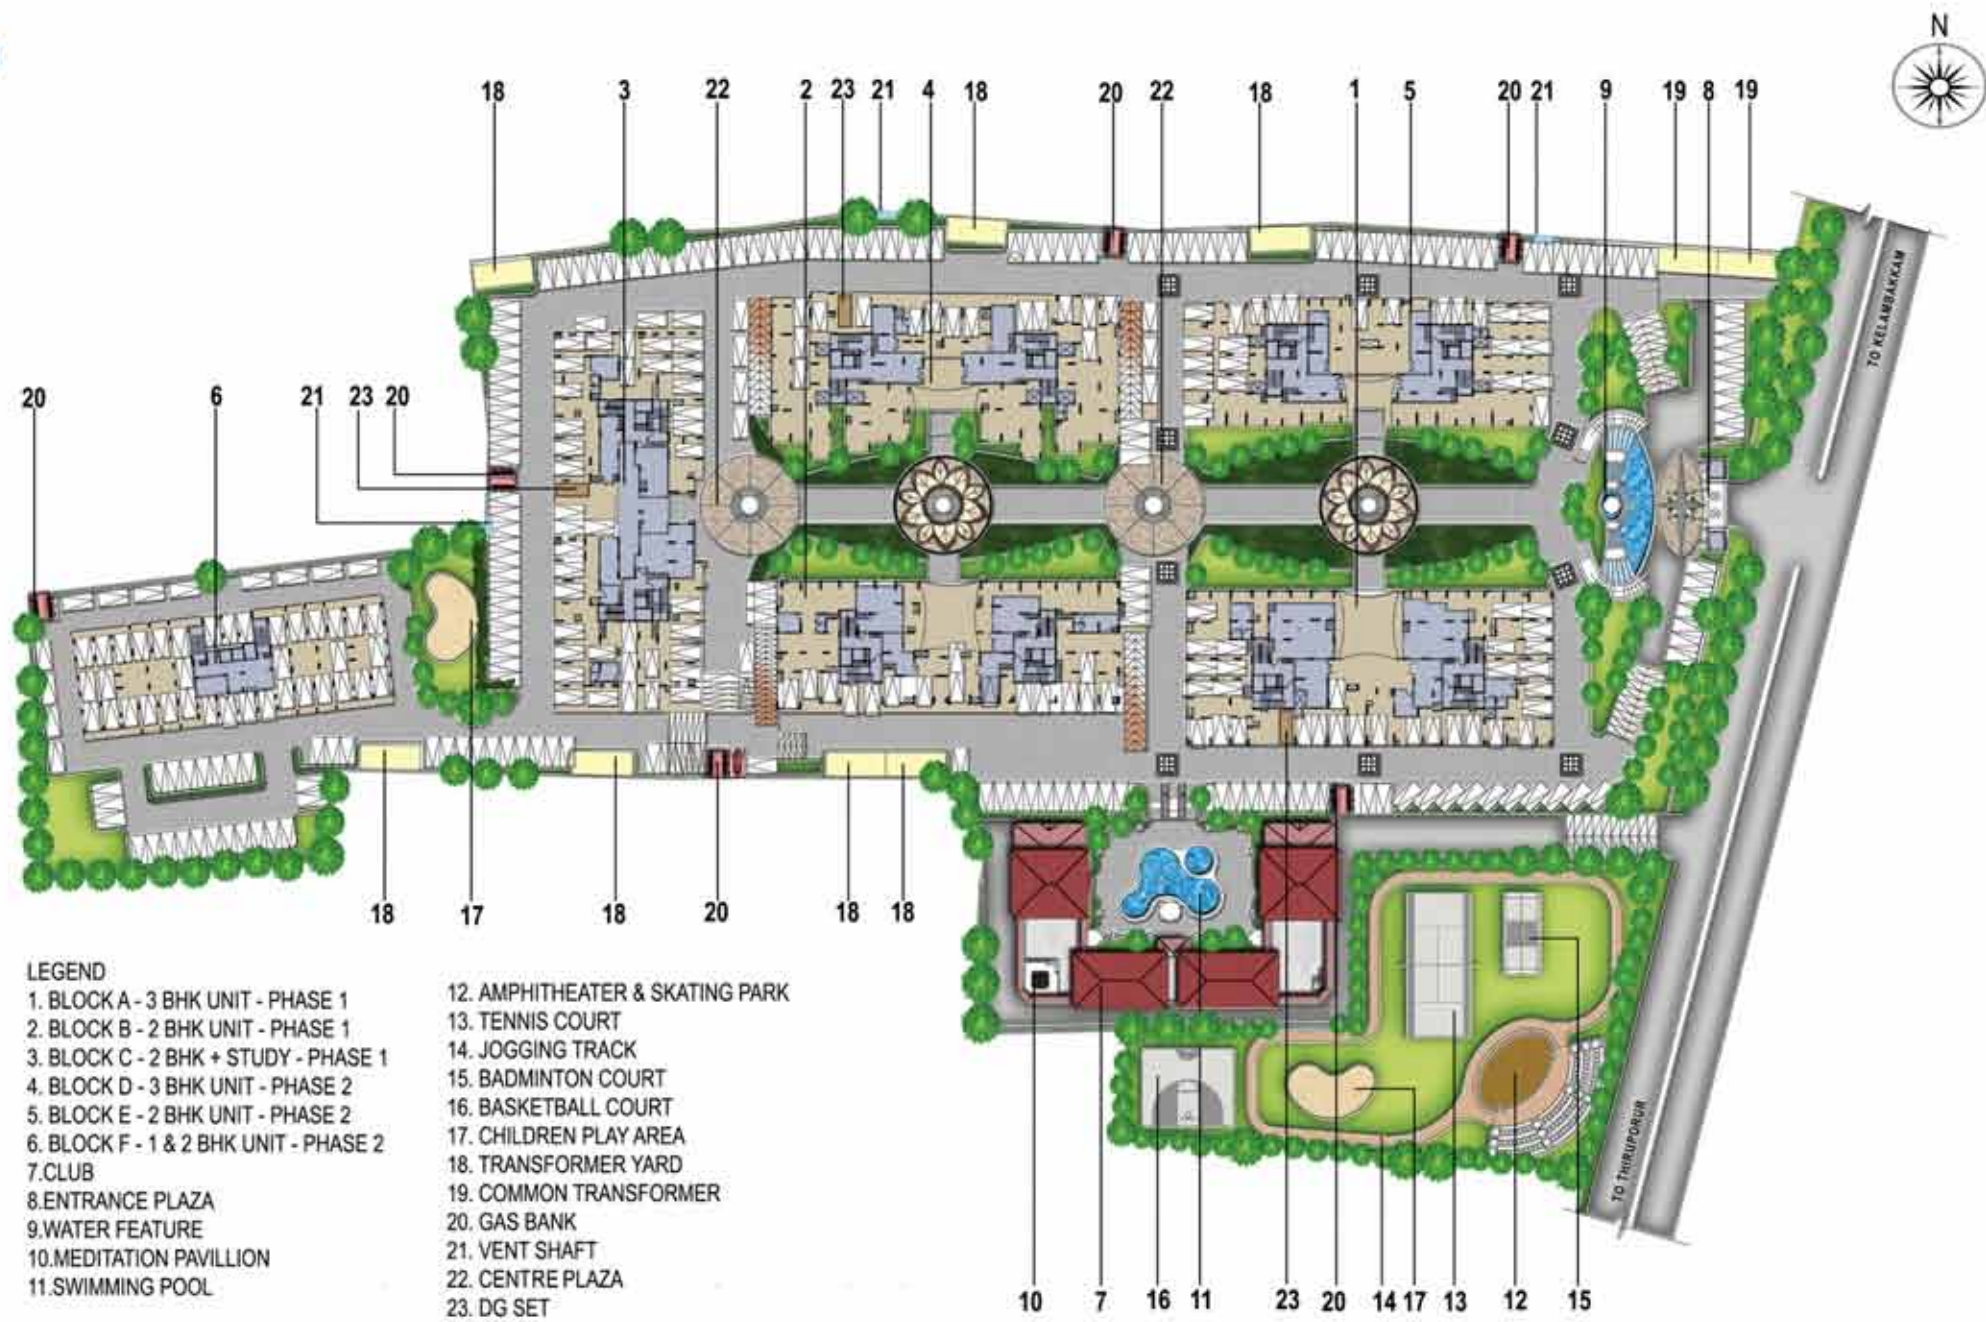 N
18 3 22 2 23 21 4 18 20 22 18 1 5 20 21 9 19 8 19
TO KELAMBAKKAM
20 6 21 23 20
18 17 18 20 18 18
LEGEND
1. BLOCK A - 3 BHK UNIT - PHASE 1
2. BLOCK B - 2 BHK UNIT - PHASE 1
3. BLOCK C - 2 BHK + STUDY - PHASE 1
4. BLOCK D - 3 BHK UNIT - PHASE 2
5. BLOCK E - 2 BHK UNIT - PHASE 2
6. BLOCK F - 1 & 2 BHK UNIT - PHASE 2
7.CLUB
8.ENTRANCE PLAZA
9.WATER FEATURE
10.MEDITATION PAVILLION
11.SWIMMING POOL
12. AMPHITHEATER & SKATING PARK
13. TENNIS COURT
14. JOGGING TRACK
15. BADMINTON COURT
16. BASKETBALL COURT
17. CHILDREN PLAY AREA
18. TRANSFORMER YARD
19. COMMON TRANSFORMER
20. GAS BANK
21. VENT SHAFT
22. CENTRE PLAZA
23. DG SET
TO THIRUPORUR
10 7 16 11 23 20 14 17 13 12 15